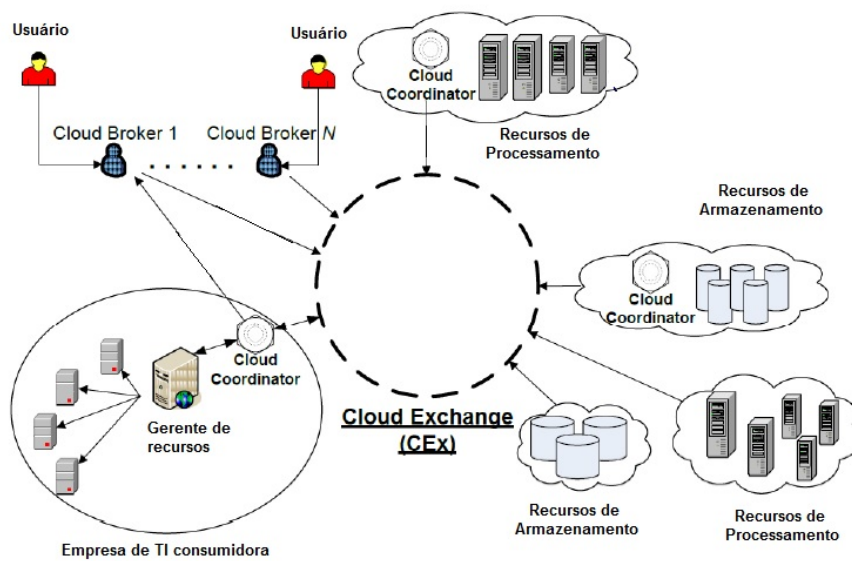 Usuário
Usuário
Cloud Broker 1
Cloud Broker N
Cloud
Coordinator
Recursos de
Processamento
Recursos de
Armazenamento
Cloud
Coordinator
Cloud
Coordinator
Gerente de
recursos
Empresa de TI consumidora
Cloud Exchange
(CEx)
Recursos de
Armazenamento
Recursos de
Processamento